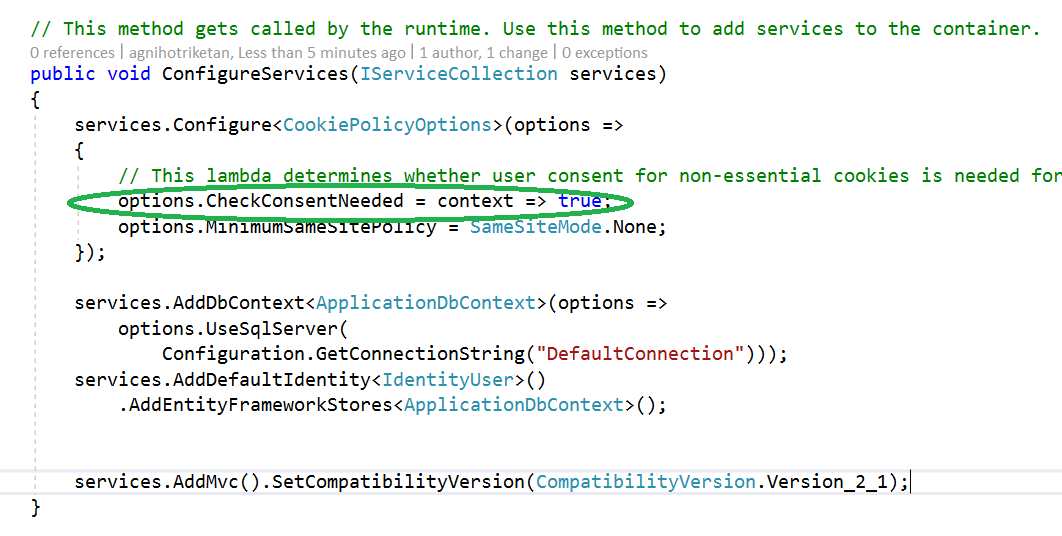 // This method gets called by the runtime. Use this method to add services to the container.
0 references | agnihotriketan, Less than 5 minutes ago | 1 author, 1 change | 0 exceptions
public void ConfigureServices(IServiceCollection services)
{
    services.Configure<CookiePolicyOptions>(options =>
    {
        // This lambda determines whether user consent for non-essential cookies is needed for
        options.CheckConsentNeeded = context => true;
        options.MinimumSameSitePolicy = SameSiteMode.None;
    });
    services.AddDbContext<ApplicationDbContext>(options =>
        options.UseSqlServer(
            Configuration.GetConnectionString("DefaultConnection")));
    services.AddDefaultIdentity<IdentityUser>()
        .AddEntityFrameworkStores<ApplicationDbContext>();
    services.AddMvc().SetCompatibilityVersion(CompatibilityVersion.Version_2_1);
}